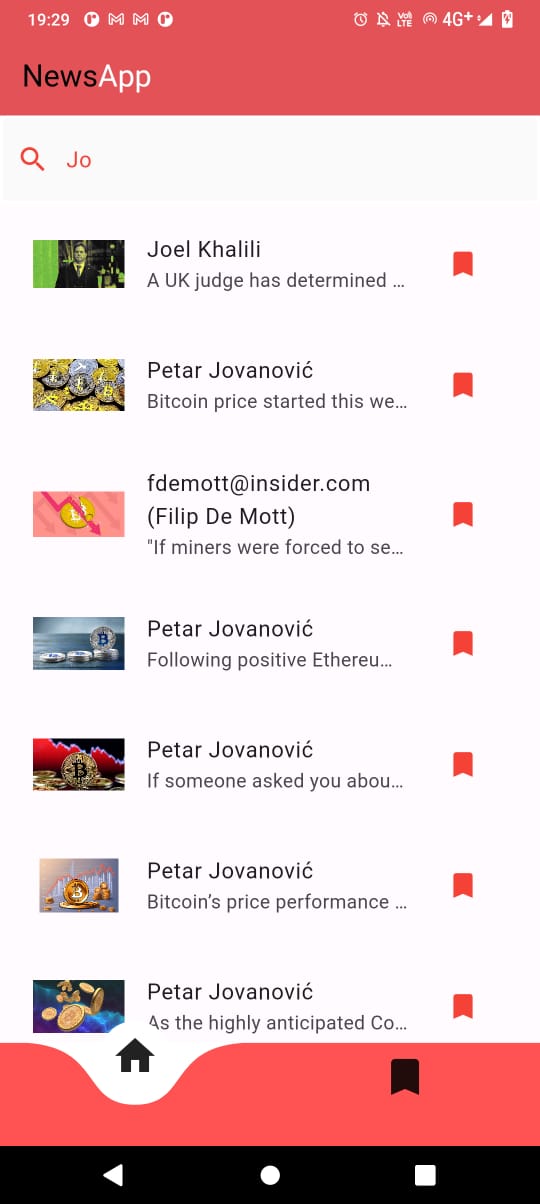 19:29 4G+
Vo) LTE
NewsApp
Jo
Joel Khalili
A UK judge has determined …
Petar Jovanović
Bitcoin price started this we…
fdemott@insider.com
(Filip De Mott)
"If miners were forced to se…
Petar Jovanović
Following positive Ethereu…
Petar Jovanović
If someone asked you abou…
Petar Jovanović
Bitcoin’s price performance …
Petar Jovanović
As the highly anticipated Co…